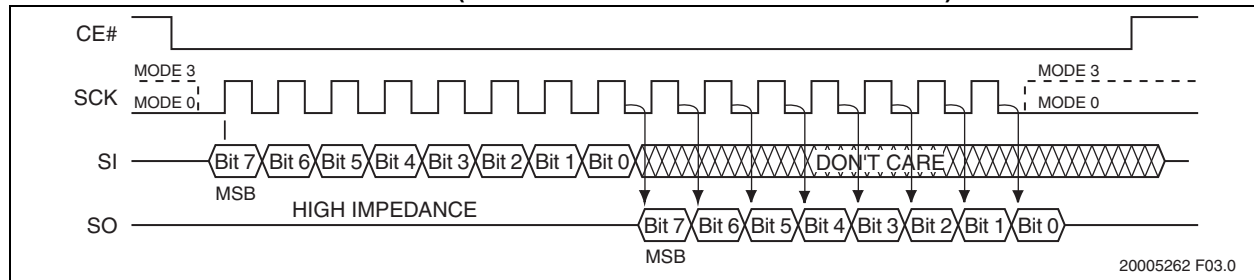 CE#
MODE 3 MODE 3
SCK MODE 0 MODE 0
SI Bit 7 Bit 6 Bit 5 Bit 4 Bit 3 Bit 2 Bit 1 Bit 0 DON'T CARE
MSB
HIGH IMPEDANCE
SO Bit 7 Bit 6 Bit 5 Bit 4 Bit 3 Bit 2 Bit 1 Bit 0
MSB
20005262 F03.0